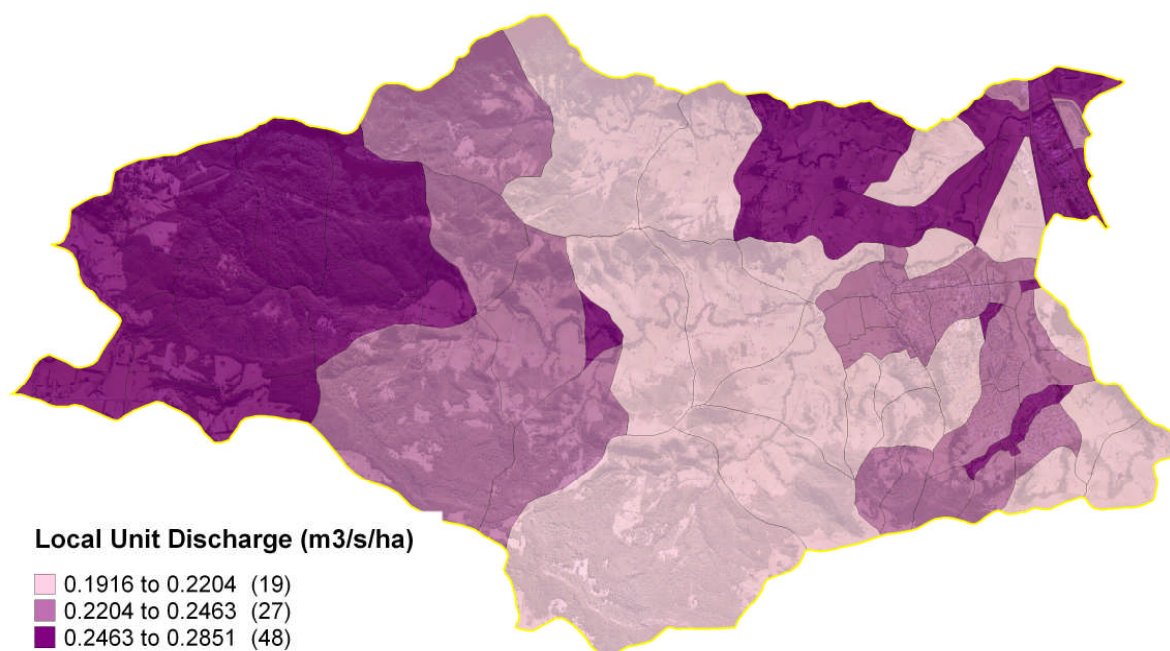 Local Unit Discharge (m3/s/ha)
0.1916 to 0.2204 (19)
0.2204 to 0.2463 (27)
0.2463 to 0.2851 (48)